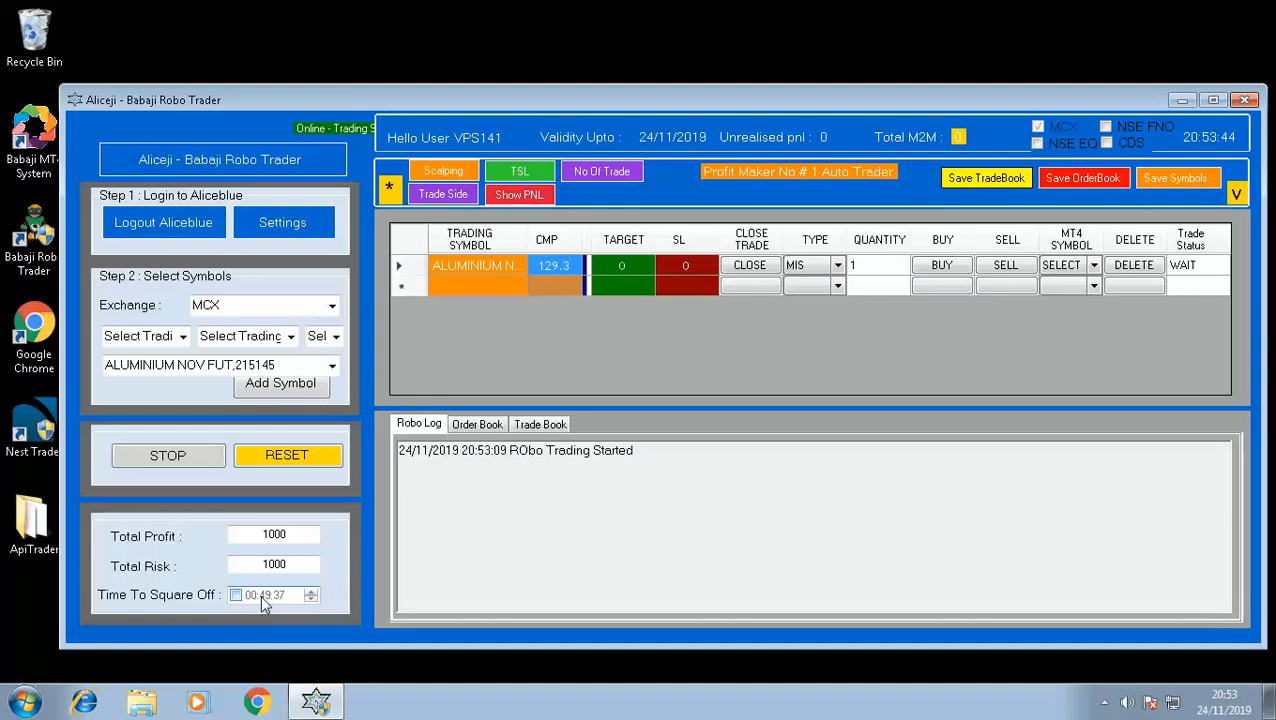 Recycle Bin
Babaji MT-
System
Babaji Rob
Trader
Google
Chrome
Nest Trade
ApiTrader
Aliceji - Babaji Robo Trader
Online - Trading S
Aliceji - Babaji Robo Trader
Hello User VPS141
Validity Upto :
24/11/2019
Unrealised pnl :
0
Total M2M :
0
MCX
NSE FNO
NSE EQ
CDS
20:53:44
*
Scalping
TSL
No Of Trade
Trade Side
Show PNL
Profit Maker No # 1 Auto Trader
Save TradeBook
Save OrderBook
Save Symbols
V
Step 1 : Login to Aliceblue
Logout Aliceblue
Settings
Step 2 : Select Symbols
Exchange :
MCX
Select Tradi
Select Trading
Sel
ALUMINIUM NOV FUT,215145
Add Symbol
STOP
RESET
Total Profit :
1000
Total Risk :
1000
Time To Square Off :
00:49:37
TRADING SYMBOL
CMP
TARGET
SL
CLOSE TRADE
TYPE
QUANTITY
BUY
SELL
MT4 SYMBOL
DELETE
Trade Status
ALUMINIUM N...
129.3
0
0
CLOSE
MIS
1
BUY
SELL
SELECT
DELETE
WAIT
*
Robo Log
Order Book
Trade Book
24/11/2019 20:53:09 RObo Trading Started
20:53
24/11/2019